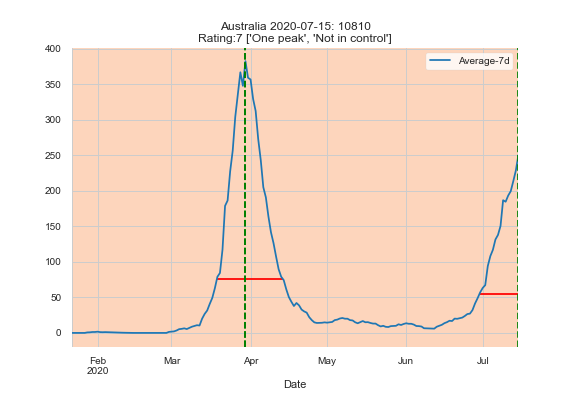 Australia 2020-07-15: 10810
Rating:7 ['One peak', 'Not in control']
Average-7d
400
350
300
250
200
150
100
50
0
Feb
2020
Mar
Apr
May
Jun
Jul
Date